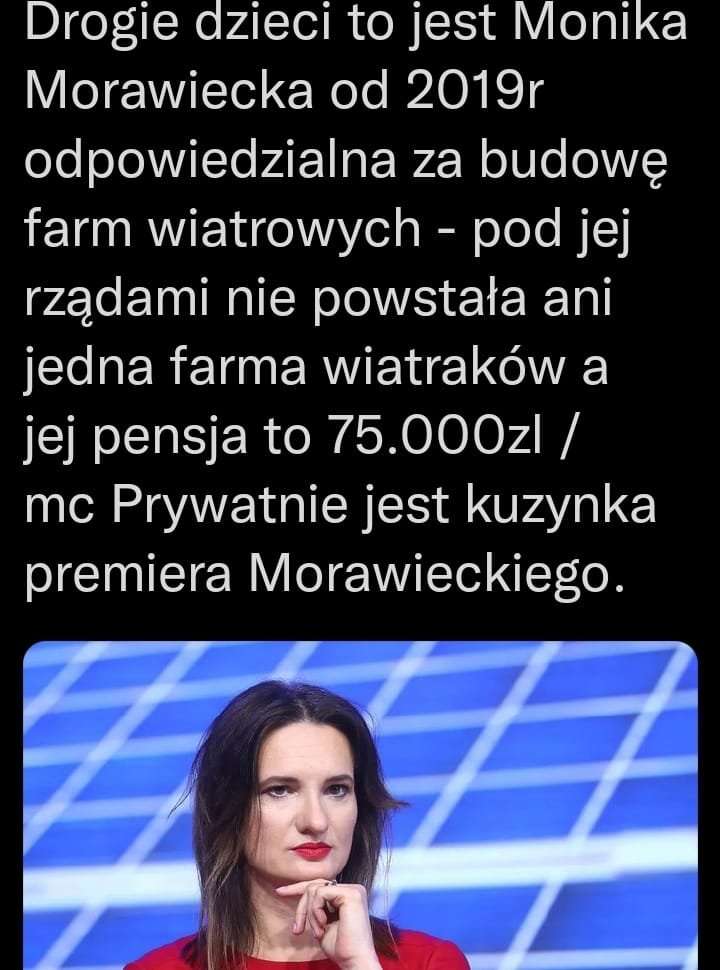 Drogie dzieci to jest Monika
Morawiecka od 2019r
odpowiedzialna za budowę
farm wiatrowych - pod jej
rządami nie powstała ani
jedna farma wiatraków a
jej pensja to 75.000zl /
mc Prywatnie jest kuzynka
premiera Morawieckiego.